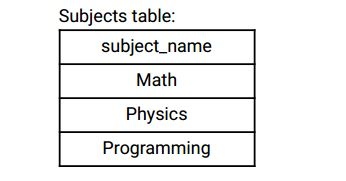 Subjects table:
subject_name
Math
Physics
Programming